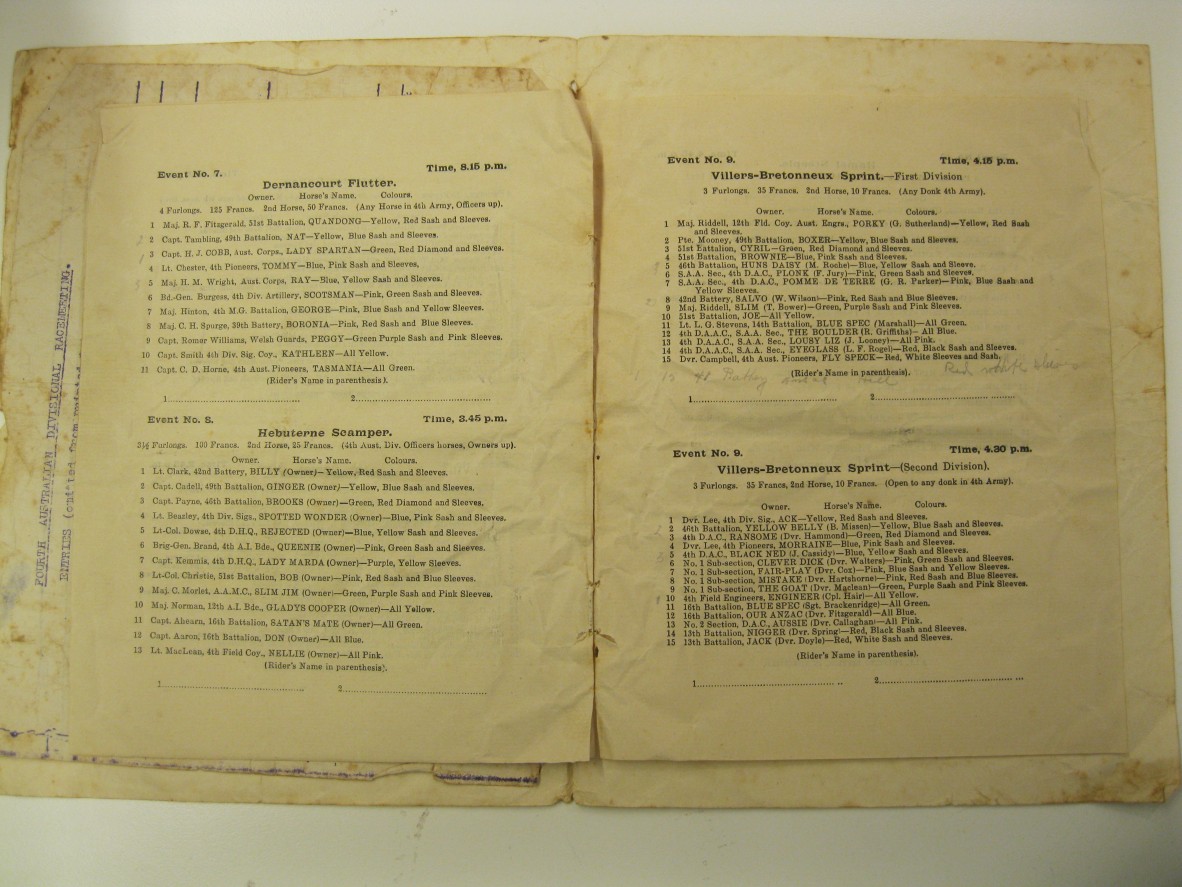 FOURTH AUSTRALIAN DIVISIONAL RACEMEETING.
ENTRIES
Event No. 7.
Time, 3.15 p.m.
Dernancourt Flutter.
Owner. Horse's Name. Colours.
4 Furlongs. 125 Francs. 2nd Horse, 50 Francs. (Any Horse in 4th Army, Officers up).
1 Maj. R. F. Fitzgerald, 51st Battalion, QUANDONG—Yellow, Red Sash and Sleeves.
2 Capt. Tambling, 49th Battalion, NAT—Yellow, Blue Sash and Sleeves.
3 Capt. H. J. COBB, Aust. Corps., LADY SPARTAN—Green, Red Diamond and Sleeves.
4 Lt. Chester, 4th Pioneers, TOMMY—Blue, Pink Sash and Sleeves,
5 Maj. H. M. Wright, Aust. Corps, RAY—Blue, Yellow Sash and Sleeves.
6 Bd.-Gen. Burgess, 4th Div. Artillery, SCOTSMAN—Pink, Green Sash and Sleeves.
7 Maj. Hinton, 4th M.G. Battalion, GEORGE—Pink, Blue Sash and Yellow Sleeves.
8 Maj. C. H. Spurge, 39th Battery, BORONIA—Pink, Red Sash and Blue Sleeves.
9 Capt. Romer Williams, Welsh Guards, PEGGY—Green Purple Sash and Pink Sleeves.
10 Capt. Smith 4th Div. Sig. Coy., KATHLEEN—All Yellow.
11 Capt. C. D. Horne, 4th Aust. Pioneers, TASMANIA—All Green.
(Rider's Name in parenthesis).
1................................ 2................................
Event No. 8.
Time, 3.45 p.m.
Hebuterne Scamper.
3½ Furlongs. 100 Francs. 2nd Horse, 25 Francs. (4th Aust. Div. Officers horses, Owners up).
Owner. Horse's Name. Colours.
1 Lt. Clark, 42nd Battery, BILLY (Owner)—Yellow, Red Sash and Sleeves.
2 Capt. Cadell, 49th Battalion, GINGER (Owner)—Yellow, Blue Sash and Sleeves.
3 Capt. Payne, 46th Battalion, BROOKS (Owner)—Green, Red Diamond and Sleeves.
4 Lt. Beazley, 4th Div. Sigs., SPOTTED WONDER (Owner)—Blue, Pink Sash and Sleeves.
5 Lt-Col. Dowse, 4th D.H.Q., REJECTED (Owner)—Blue, Yellow Sash and Sleeves.
6 Brig-Gen. Brand, 4th A.I. Bde., QUEENIE (Owner)—Pink, Green Sash and Sleeves.
7 Capt. Kemmis, 4th D.H.Q., LADY MARDA (Owner)—Purple, Yellow Sleeves.
8 Lt-Col. Christie, 51st Battalion, BOB (Owner)—Pink, Red Sash and Blue Sleeves.
9 Maj. C. Morlet, A.A.M.C., SLIM JIM (Owner)—Green, Purple Sash and Pink Sleeves.
10 Maj. Norman, 12th A.I. Bde., GLADYS COOPER (Owner)—All Yellow.
11 Capt. Ahearn, 16th Battalion, SATAN'S MATE (Owner)—All Green.
12 Capt. Aaron, 16th Battalion, DON (Owner)—All Blue.
13 Lt. MacLean, 4th Field Coy., NELLIE (Owner)—All Pink.
(Rider's Name in parenthesis).
1................................ 2................................
Event No. 9.
Time, 4.15 p.m.
Villers-Bretonneux Sprint.—First Division
3 Furlongs. 35 Francs. 2nd Horse, 10 Francs. (Any Donk 4th Army).
Owner. Horse's Name. Colours.
1 Maj. Riddell, 12th Fld. Coy. Aust. Engrs., PORKY (G. Sutherland)—Yellow, Red Sash
and Sleeves.
2 Pte. Mooney, 49th Battalion, BOXER—Yellow, Blue Sash and Sleeves.
3 51st Battalion, CYRIL—Green, Red Diamond and Sleeves.
4 51st Battalion, BROWNIE—Blue, Pink Sash and Sleeves.
5 46th Battalion, HUNS DAISY (M. Roche)—Blue, Yellow Sash and Sleeve.
6 S.A.A. Sec., 4th D.A.C., PLONK (F. Jury)—Pink, Green Sash and Sleeves.
7 S.A.A. Sec., 4th D.A.C., POMME DE TERRE (G. R. Parker)—Pink, Blue Sash and
Yellow Sleeves.
8 42nd Battery, SALVO (W. Wilson)—Pink, Red Sash and Blue Sleeves.
9 Maj. Riddell, SLIM (T. Bower)—Green, Purple Sash and Pink Sleeves.
10 51st Battalion, JOE—All Yellow.
11 Lt. L. G. Stevens, 14th Battalion, BLUE SPEC (Marshall)—All Green.
12 4th D.A.A.C., S.A.A. Sec., THE BOULDER (R. Griffiths)—All Blue.
13 4th D.A.A.C., S.A.A. Sec., LOUSY LIZ (J. Looney)—All Pink.
14 4th D.A.A.C., S.A.A. Sec., EYEGLASS (L. F. Rogel)—Red, Black Sash and Sleeves.
15 Dvr. Campbell, 4th Aust. Pioneers, FLY SPECK—Red, White Sleeves and Sash.
(Rider's Name in parenthesis).
48 Battery Red white
1................................ 2................................
Event No. 9.
Time, 4.30 p.m.
Villers-Bretonneux Sprint—(Second Division).
3 Furlongs. 35 Francs, 2nd Horse, 10 Francs. (Open to any donk in 4th Army).
Owner. Horse's Name. Colours.
1 Dvr. Lee, 4th Div. Sig., ACK—Yellow, Red Sash and Sleeves.
2 46th Battalion, YELLOW BELLY (B. Missen)—Yellow, Blue Sash and Sleeves.
3 4th D.A.C., RANSOME (Dvr. Hammond)—Green, Red Diamond and Sleeves.
4 Dvr. Lee, 4th Pioneers, MORRAINE—Blue, Pink Sash and Sleeves.
5 4th D.A.C., BLACK NED (J. Cassidy)—Blue, Yellow Sash and Sleeves.
6 No. 1 Sub-section, CLEVER DICK (Dvr. Walters)—Pink, Green Sash and Sleeves.
7 No. 1 Sub-section, FAIR-PLAY (Dvr. Cox)—Pink, Blue Sash and Yellow Sleeves.
8 No. 1 Sub-section, MISTAKE (Dvr. Hartshorne)—Pink, Red Sash and Blue Sleeves.
9 No. 1 Sub-section, THE GOAT (Dvr. Maclean)—Green, Purple Sash and Pink Sleeves.
10 4th Field Engineers, ENGINEER (Cpl. Hair)—All Yellow.
11 16th Battalion, BLUE SPEC (Sgt. Brackenridge)—All Green.
12 16th Battalion, OUR ANZAC (Dvr. Fitzgerald)—All Blue.
13 No. 2 Section, D.A.C., AUSSIE (Dvr. Callaghan)—All Pink.
14 13th Battalion, NIGGER (Dvr. Spring)—Red, Black Sash and Sleeves.
15 13th Battalion, JACK (Dvr. Doyle)—Red, White Sash and Sleeves.
(Rider's Name in parenthesis).
1................................ 2................................